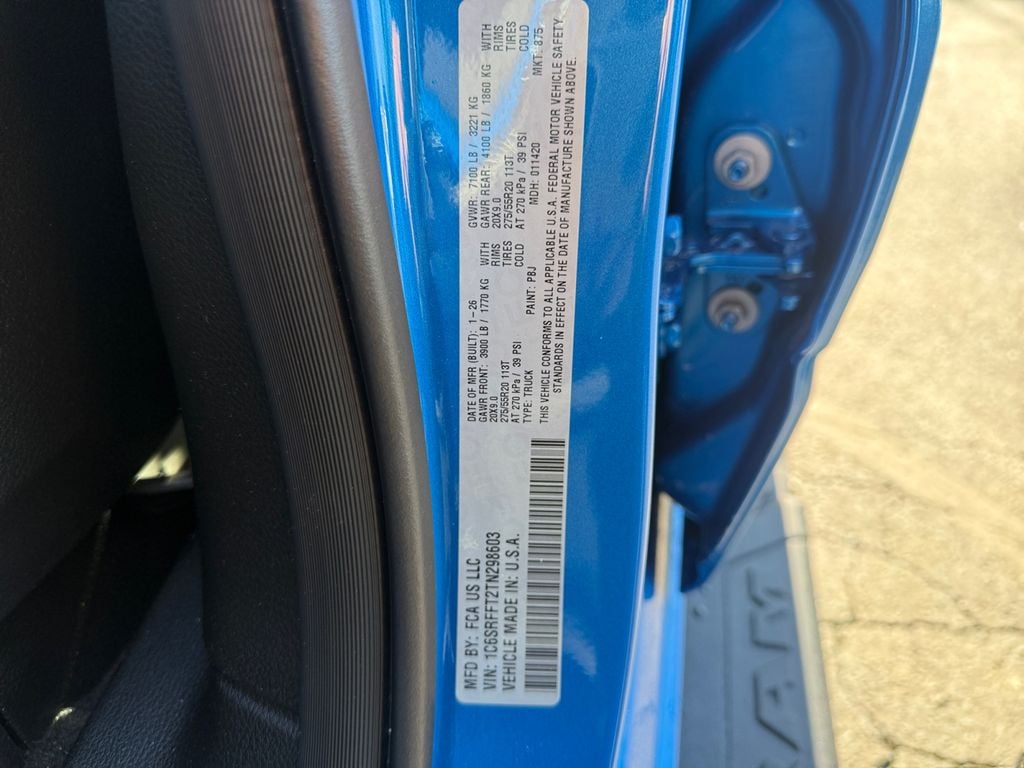 MFD BY: FCA US LLC
VIN: 1C6SRFFT2TN298603
VEHICLE MADE IN: U.S.A.
DATE OF MFR (BUILT): 1-26
GVWR: 7100 LB / 3221 KG
GAWR FRONT: 3900 LB / 1770 KG WITH
20X9.0 RIMS
275/55R20 113T TIRES
AT 270 kPa / 39 PSI COLD
GAWR REAR: 4100 LB / 1860 KG WITH
20X9.0 RIMS
275/55R20 113T TIRES
AT 270 kPa / 39 PSI COLD
TYPE: TRUCK PAINT: PBJ MDH: 011420 MKT: 875
THIS VEHICLE CONFORMS TO ALL APPLICABLE U.S.A. FEDERAL MOTOR VEHICLE SAFETY
STANDARDS IN EFFECT ON THE DATE OF MANUFACTURE SHOWN ABOVE.
RAM